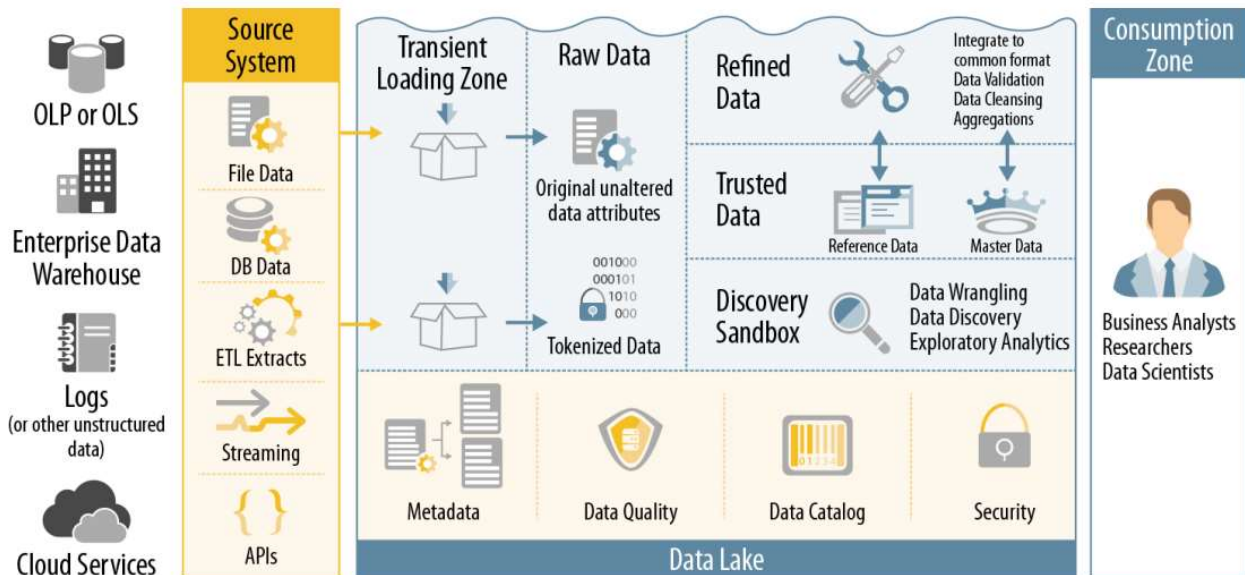 OLP or OLS
Enterprise Data
Warehouse
Logs
(or other unstructured
data)
Cloud Services
Source
System
File Data
DB Data
ETL Extracts
Streaming
{ }
APIs
Transient
Loading Zone
Raw Data
Original unaltered
data attributes
001000
000101
1010
000
Tokenized Data
Refined
Data
Integrate to
common format
Data Validation
Data Cleansing
Aggregations
Trusted
Data
Reference Data
Master Data
Discovery
Sandbox
Data Wrangling
Data Discovery
Exploratory Analytics
Metadata
Data Quality
01234
Data Catalog
Security
Data Lake
Consumption
Zone
Business Analysts
Researchers
Data Scientists